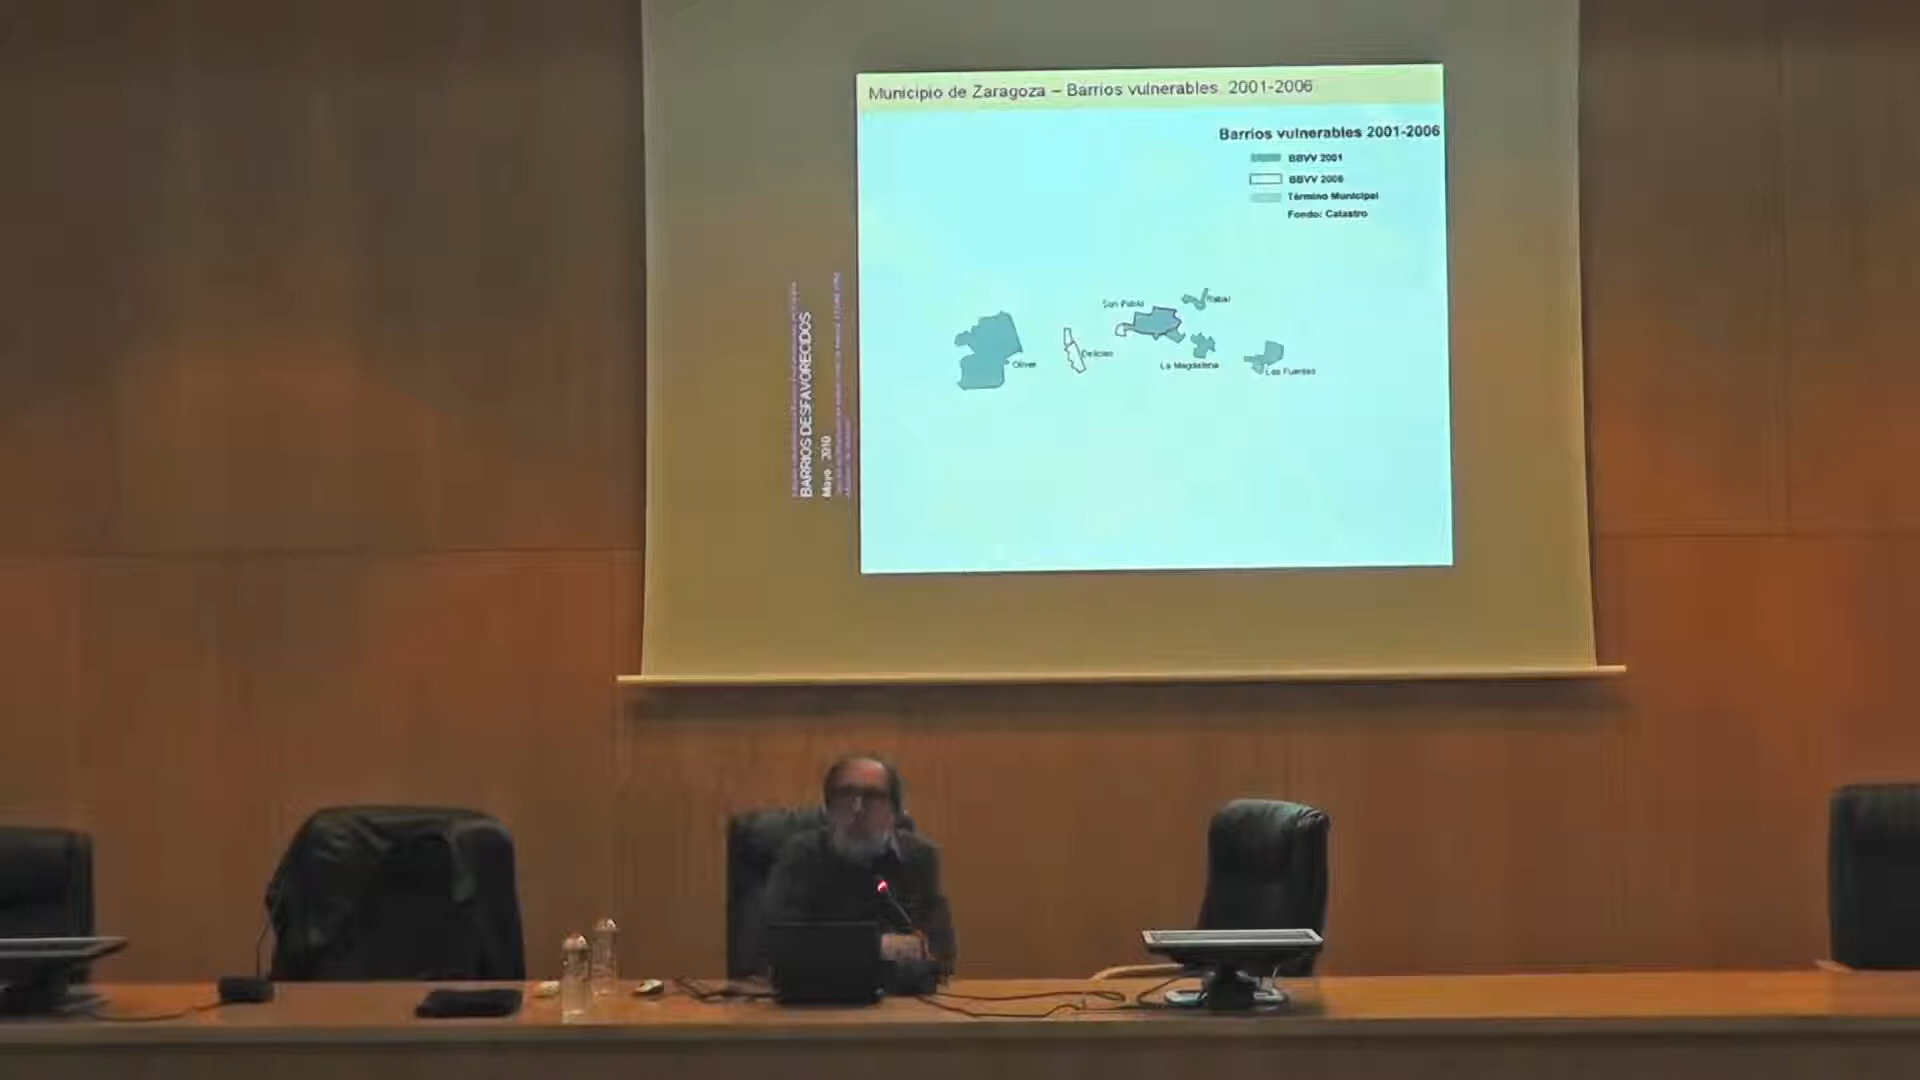 Municipio de Zaragoza – Barrios vulnerables 2001-2006
Barrios vulnerables 2001-2006
BBVV 2001
BBVV 2006
Término Municipal
Fondo: Catastro
San Pablo
Rabal
Oliver
Delicias
La Magdalena
Las Fuentes
BARRIOS DESFAVORECIDOS
Mayo 2010